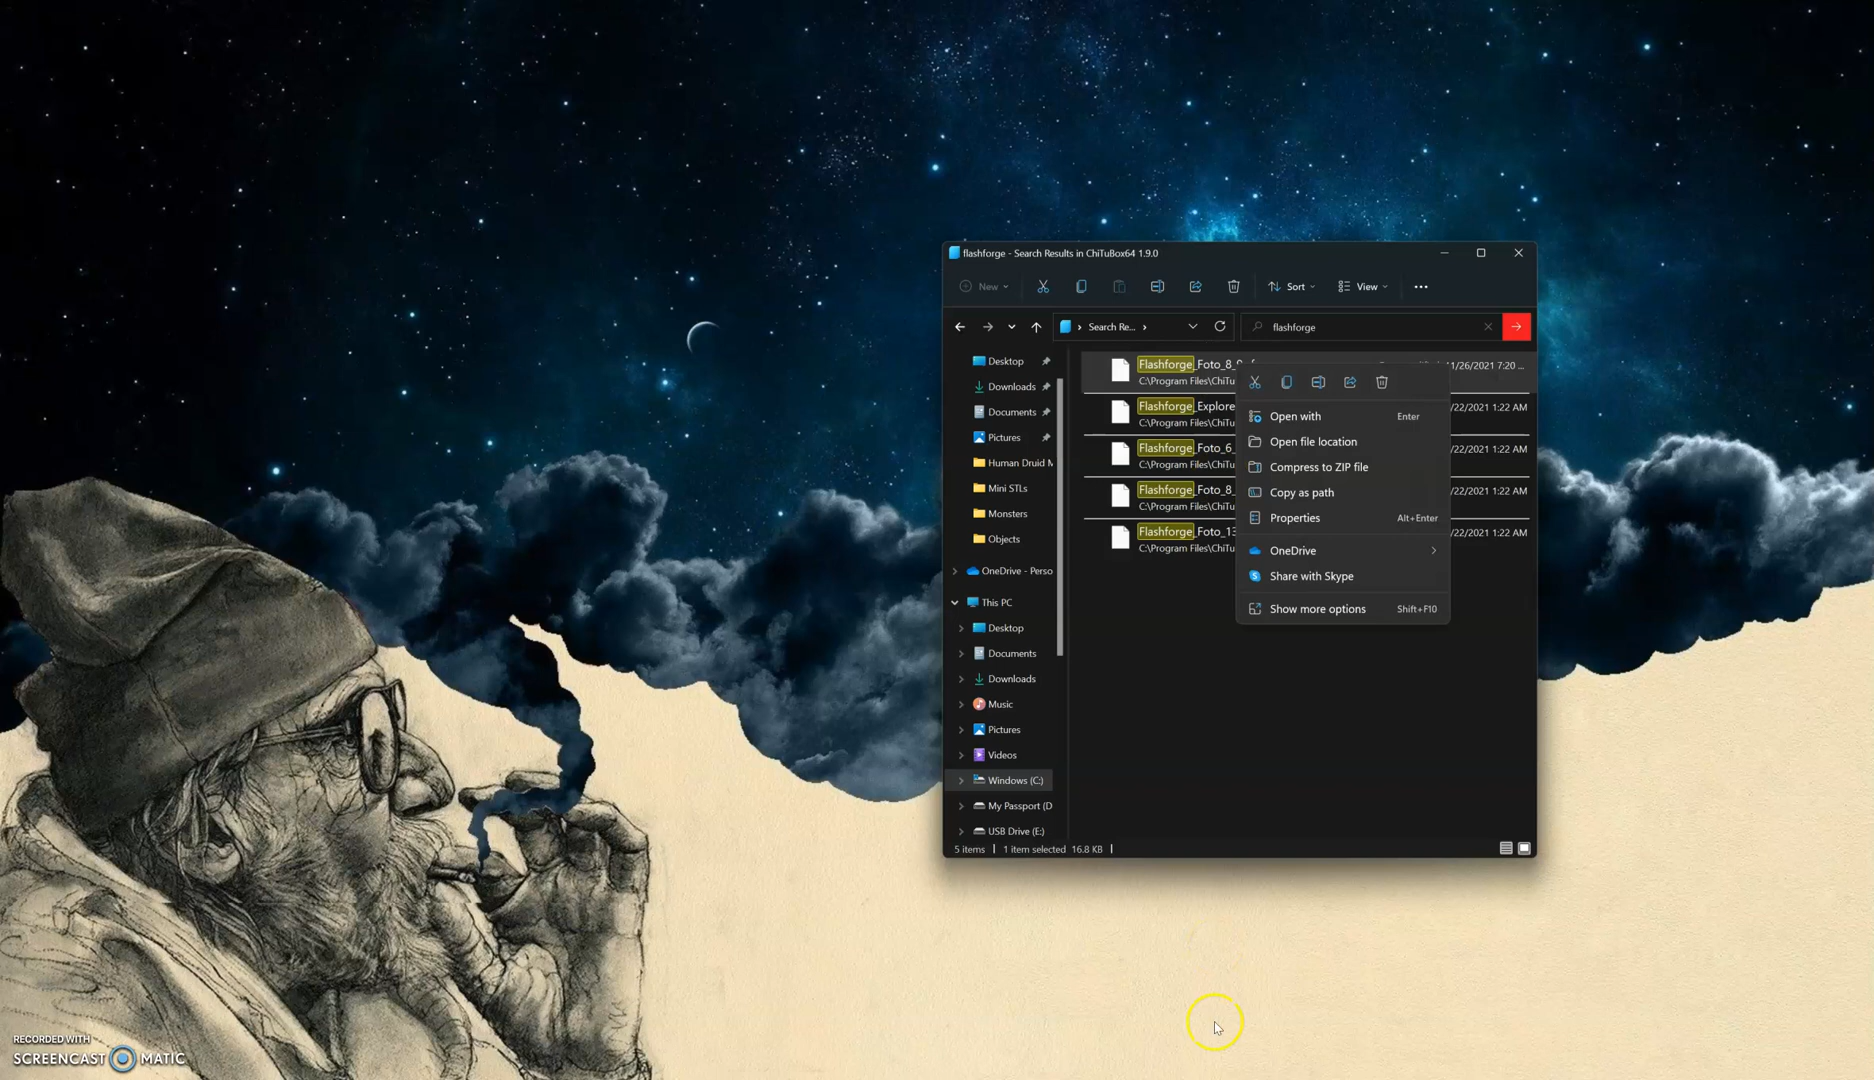 flashforge - Search Results in ChiTuBox64 1.9.0
New
Sort
View
Search Re...
flashforge
Desktop
Downloads
Documents
Pictures
Human Druid M
Mini STLs
Monsters
Objects
OneDrive - Perso
This PC
Desktop
Documents
Downloads
Music
Pictures
Videos
Windows (C:)
My Passport (D
USB Drive (E:)
Flashforge_Foto_8_
11/26/2021 7:20 ...
C:\Program Files\ChiTu
Flashforge_Explore
/22/2021 1:22 AM
C:\Program Files\ChiTu
Flashforge_Foto_6_
/22/2021 1:22 AM
C:\Program Files\ChiTu
Flashforge_Foto_8_
/22/2021 1:22 AM
C:\Program Files\ChiTu
Flashforge_Foto_13
/22/2021 1:22 AM
C:\Program Files\ChiTu
Open with Enter
Open file location
Compress to ZIP file
Copy as path
Properties Alt+Enter
OneDrive
Share with Skype
Show more options Shift+F10
5 items 1 item selected 16.8 KB
RECORDED WITH
SCREENCAST MATIC